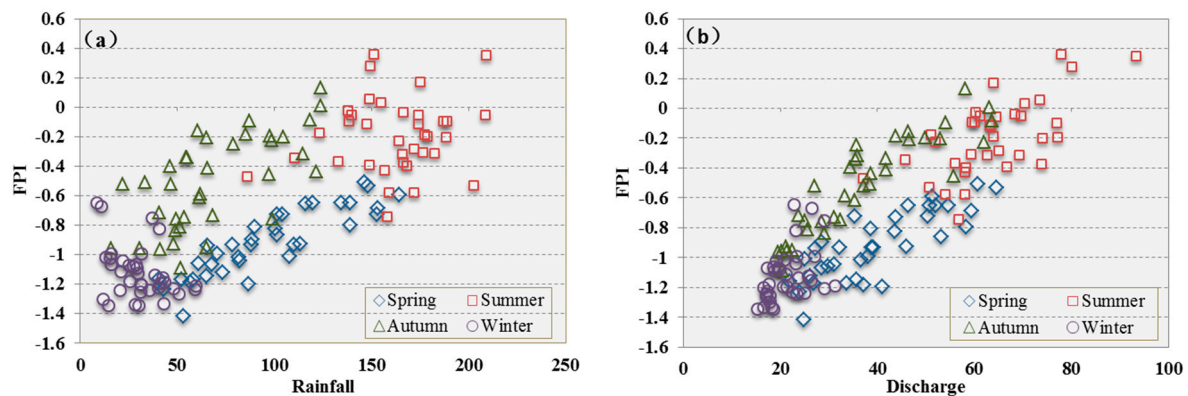 (a)
FPI
0.6
0.4
0.2
0
-0.2
-0.4
-0.6
-0.8
-1
-1.2
-1.4
-1.6
0 50 100 150 200 250
Rainfall
Spring Summer
Autumn Winter
(b)
FPI
0.6
0.4
0.2
0
-0.2
-0.4
-0.6
-0.8
-1
-1.2
-1.4
-1.6
0 20 40 60 80 100
Discharge
Spring Summer
Autumn Winter